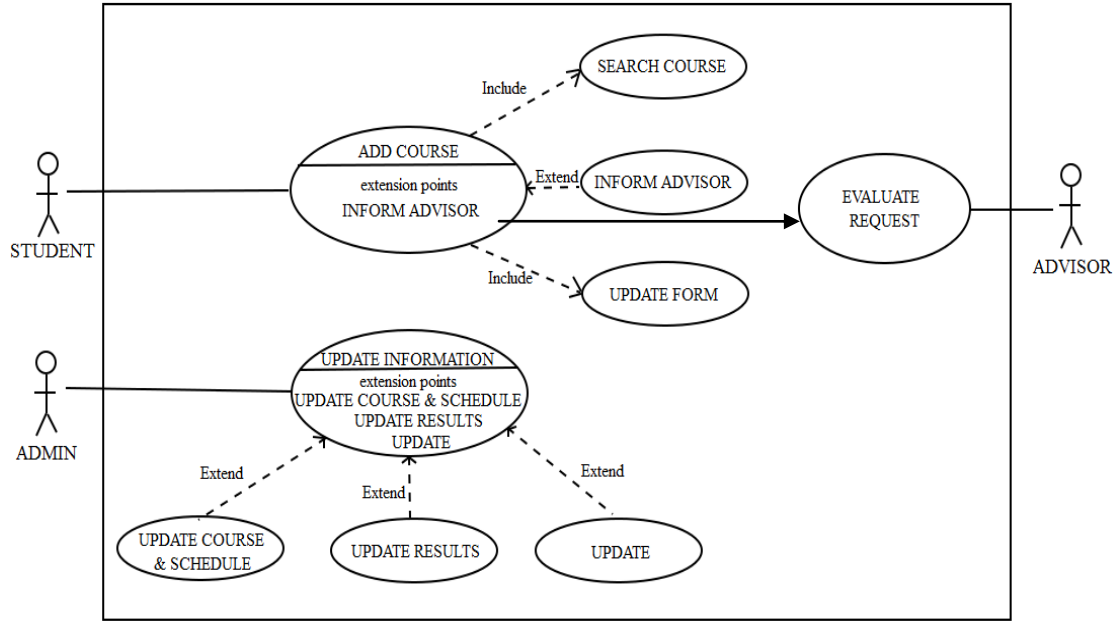 SEARCH COURSE
Include
ADD COURSE
extension points
INFORM ADVISOR
Extend
INFORM ADVISOR
EVALUATE
REQUEST
STUDENT
ADVISOR
Include
UPDATE FORM
UPDATE INFORMATION
extension points
UPDATE COURSE & SCHEDULE
UPDATE RESULTS
UPDATE
ADMIN
Extend
Extend
Extend
UPDATE COURSE
& SCHEDULE
UPDATE RESULTS
UPDATE